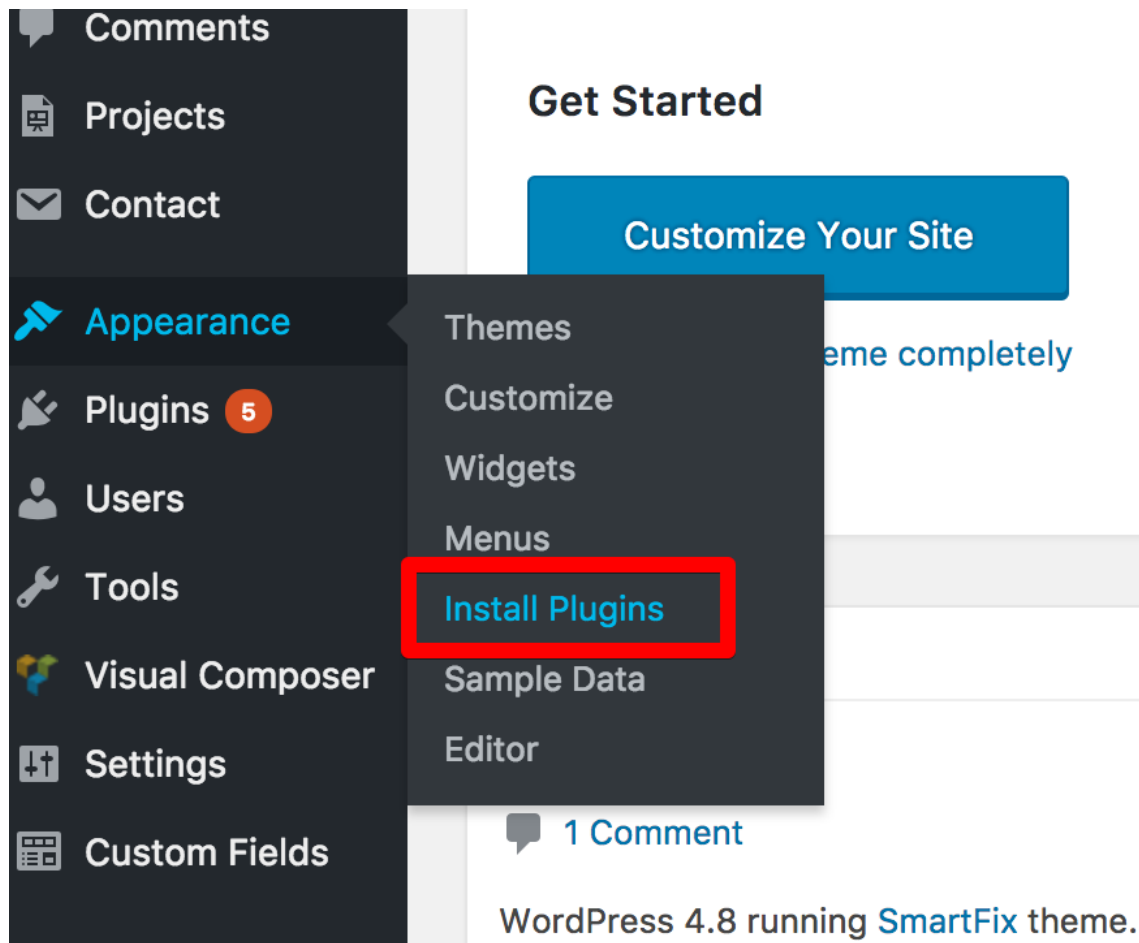 Comments
Projects
Contact
Appearance
Plugins 5
Users
Tools
Visual Composer
Settings
Custom Fields
Themes
Customize
Widgets
Menus
Install Plugins
Sample Data
Editor
Get Started
Customize Your Site
eme completely
1 Comment
WordPress 4.8 running SmartFix theme.